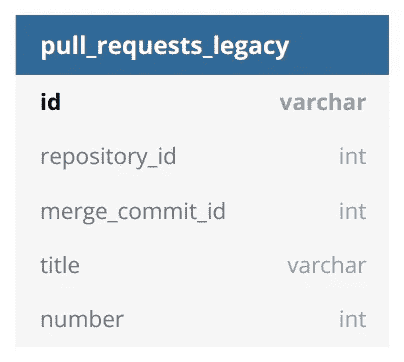 pull_requests_legacy
id varchar
repository_id int
merge_commit_id int
title varchar
number int